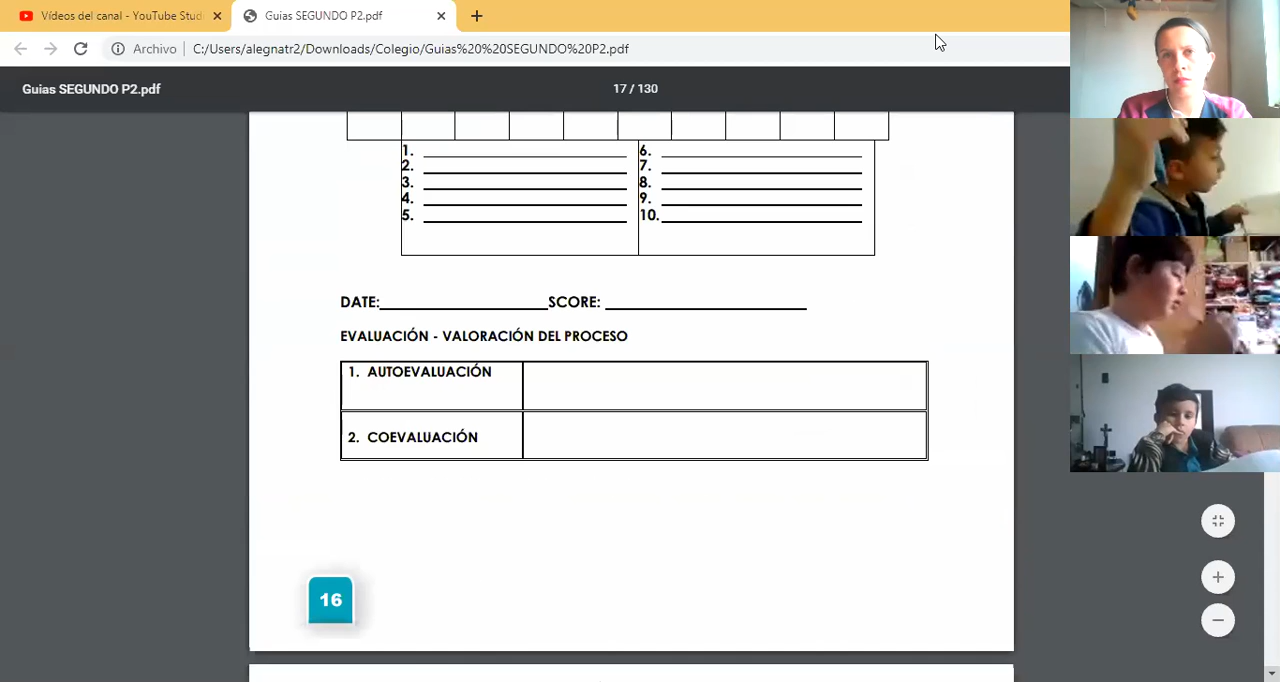 Vídeos del canal - YouTube Stud
Guias SEGUNDO P2.pdf
Archivo
C:/Users/alegnatr2/Downloads/Colegio/Guias%20%20SEGUNDO%20P2.pdf
Guias SEGUNDO P2.pdf
17 / 130
1. 6.
2. 7.
3. 8.
4. 9.
5. 10.
DATE: SCORE:
EVALUACIÓN - VALORACIÓN DEL PROCESO
1. AUTOEVALUACIÓN
2. COEVALUACIÓN
16